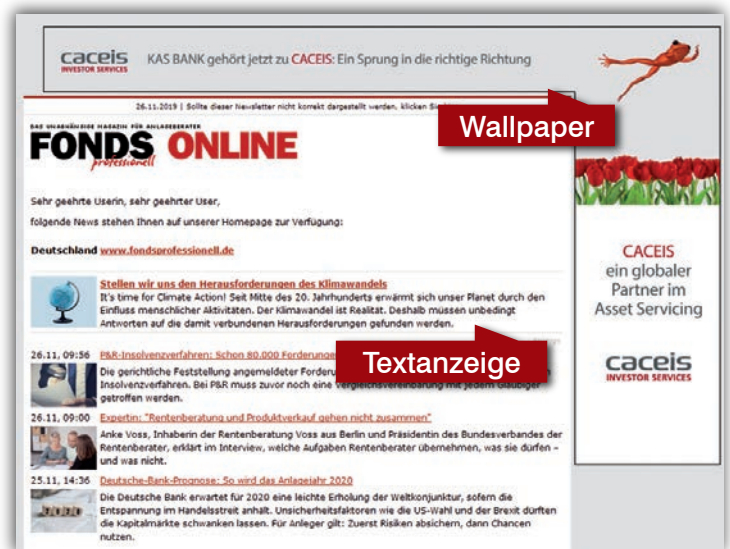 caceis
INVESTOR SERVICES
KAS BANK gehört jetzt zu CACEIS: Ein Sprung in die richtige Richtung
26.11.2019 | Sollte dieser Newsletter nicht korrekt dargestellt werden, klicken
Wallpaper
DAS UNABHÄNGIGE MAGAZIN FÜR ANLAGEBERATER
FONDS ONLINE
professionell
Sehr geehrte Userin, sehr geehrter User,
folgende News stehen Ihnen auf unserer Homepage zur Verfügung:
Deutschland www.fondsprofessionell.de
Stellen wir uns den Herausforderungen des Klimawandels
It's time for Climate Action! Seit Mitte des 20. Jahrhunderts erwärmt sich unser Planet durch den
Einfluss menschlicher Aktivitäten. Der Klimawandel ist Realität. Deshalb müssen unbedingt
Antworten auf die damit verbundenen Herausforderungen gefunden werden.
Textanzeige
26.11, 09:56 P&R-Insolvenzverfahren: Schon 80.000 Forderungen
Die gerichtliche Feststellung angemeldeter
Insolvenzverfahren. Bei P&R muss zuvor noch eine Vergleichsvereinbarung mit jedem Gläubiger
getroffen werden.
26.11, 09:00 Expertin: "Rentenberatung und Produktverkauf gehen nicht zusammen"
Anke Voss, Inhaberin der Rentenberatung Voss aus Berlin und Präsidentin des Bundesverbandes der
Rentenberater, erklärt im Interview, welche Aufgaben Rentenberater übernehmen, was sie dürfen –
und was nicht.
25.11, 14:36 Deutsche-Bank-Prognose: So wird das Anlagejahr 2020
Die Deutsche Bank erwartet für 2020 eine leichte Erholung der Weltkonjunktur, sofern die
Entspannung im Handelsstreit anhält. Unsicherheitsfaktoren wie die US-Wahl und der Brexit dürften
die Kapitalmärkte schwanken lassen. Für Anleger gilt: Zuerst Risiken absichern, dann Chancen
nutzen.
CACEIS
ein globaler
Partner im
Asset Servicing
caceis
INVESTOR SERVICES